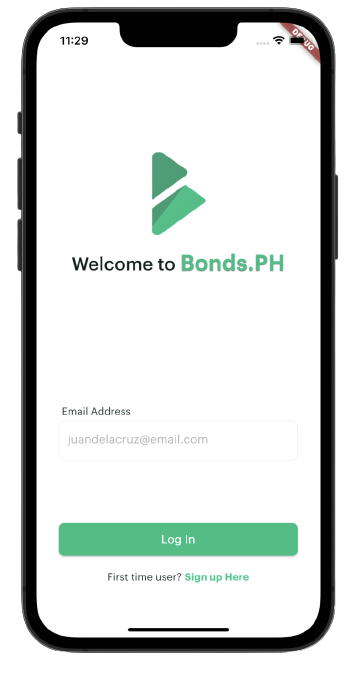 11:29
DEBUG
Welcome to Bonds.PH
Email Address
juandelacruz@email.com
Log In
First time user? Sign up Here